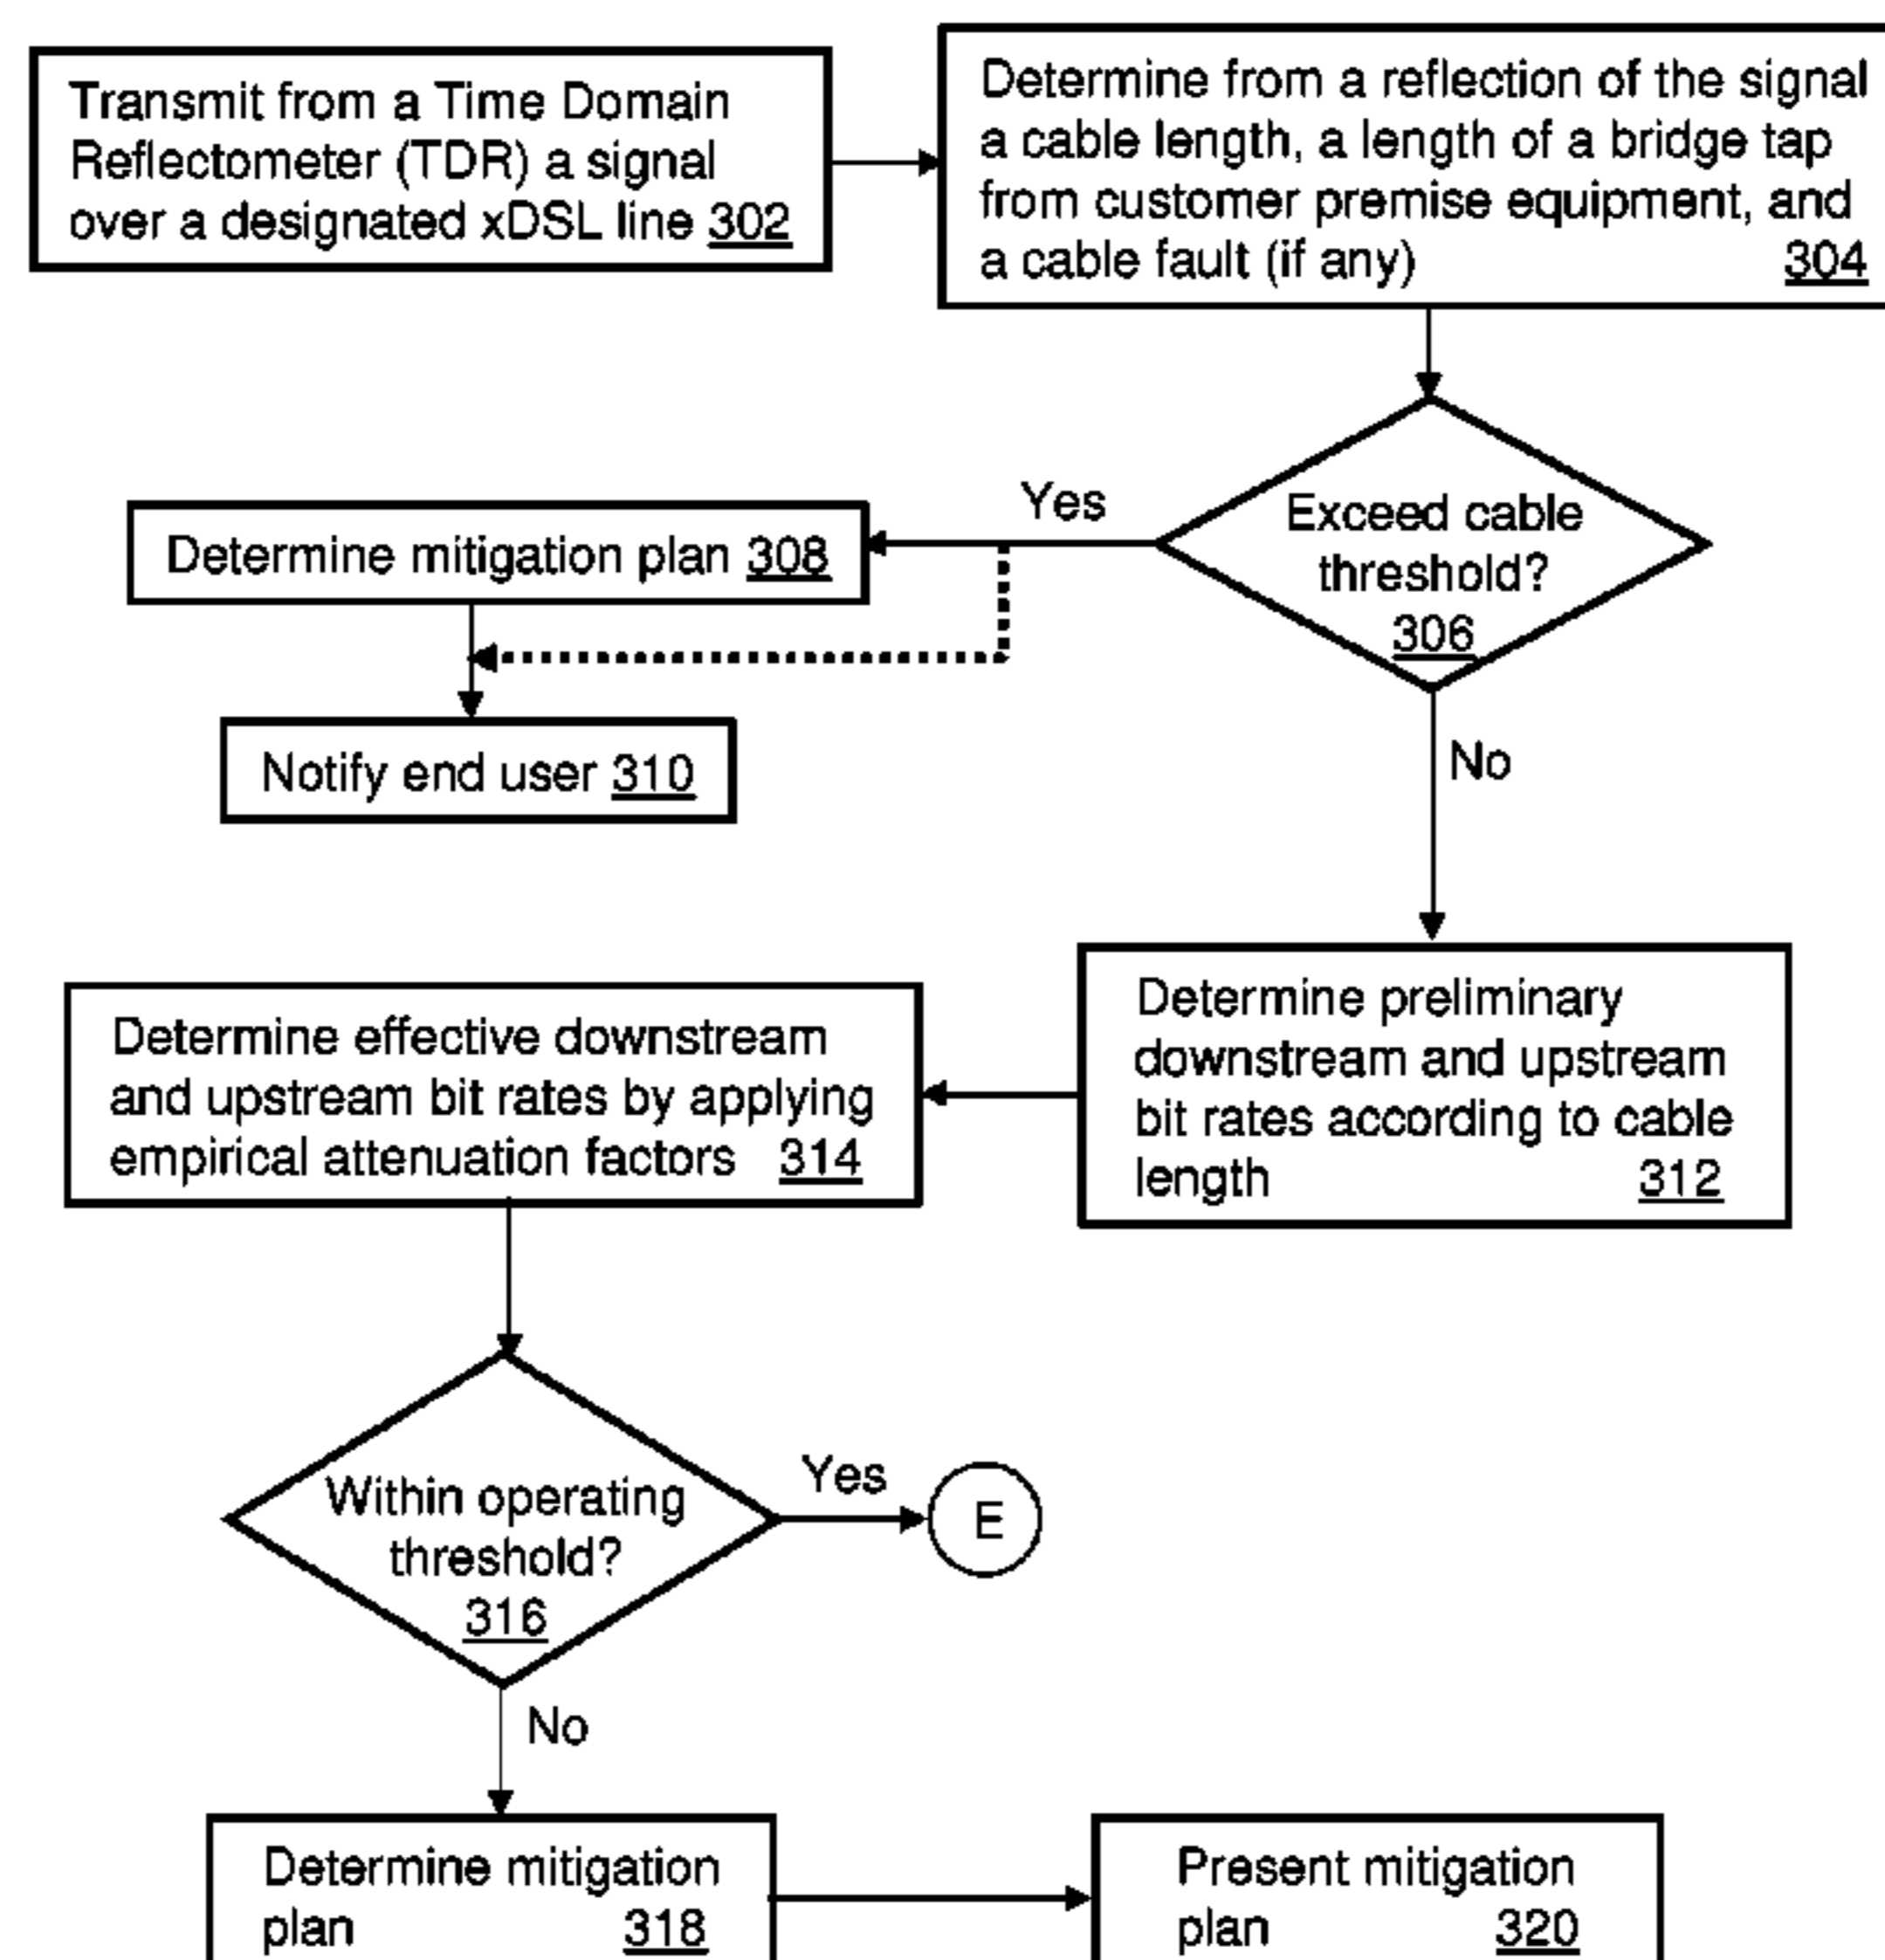 Transmit from a Time Domain
Reflectometer (TDR) a signal
over a designated xDSL line 302
Determine from a reflection of the signal
a cable length, a length of a bridge tap
from customer premise equipment, and
a cable fault (if any) 304
Exceed cable
threshold?
306
Yes
Determine mitigation plan 308
Notify end user 310
No
Determine preliminary
downstream and upstream
bit rates according to cable
length 312
Determine effective downstream
and upstream bit rates by applying
empirical attenuation factors 314
Within operating
threshold?
316
Yes
E
No
Determine mitigation
plan 318
Present mitigation
plan 320